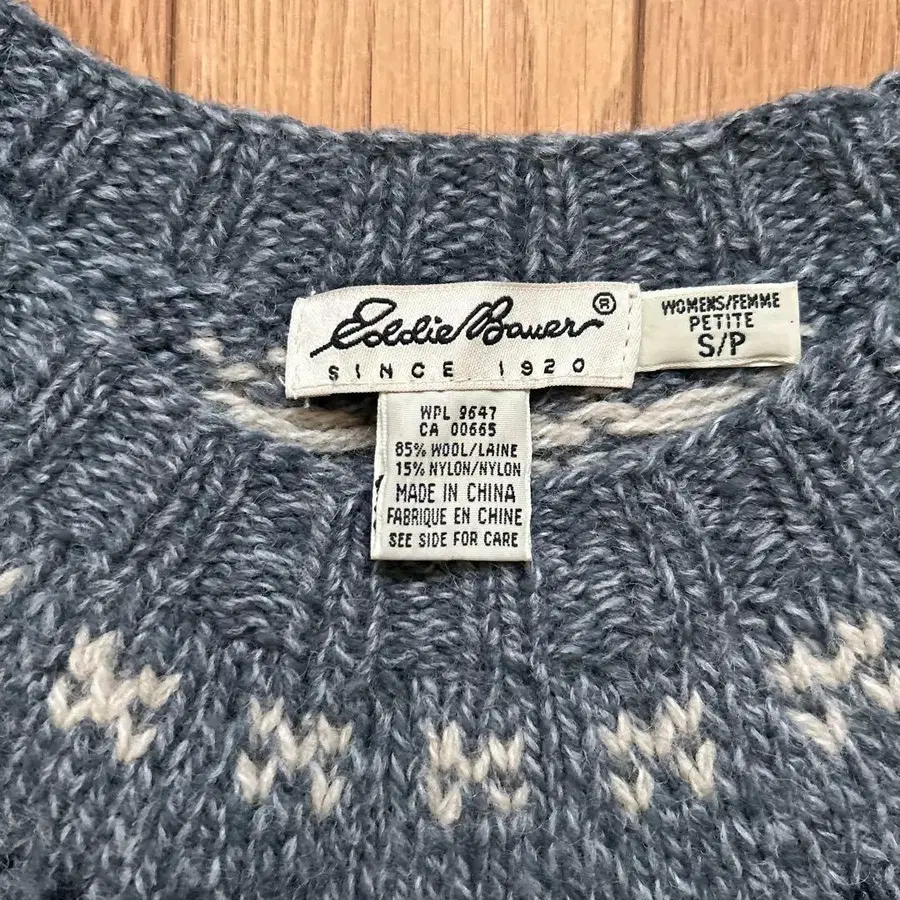 Eddie Bauer®
SINCE 1920
WOMENS/FEMME
PETITE
S/P
WPL 9647
CA 00665
85% WOOL/LAINE
15% NYLON/NYLON
MADE IN CHINA
FABRIQUE EN CHINE
SEE SIDE FOR CARE